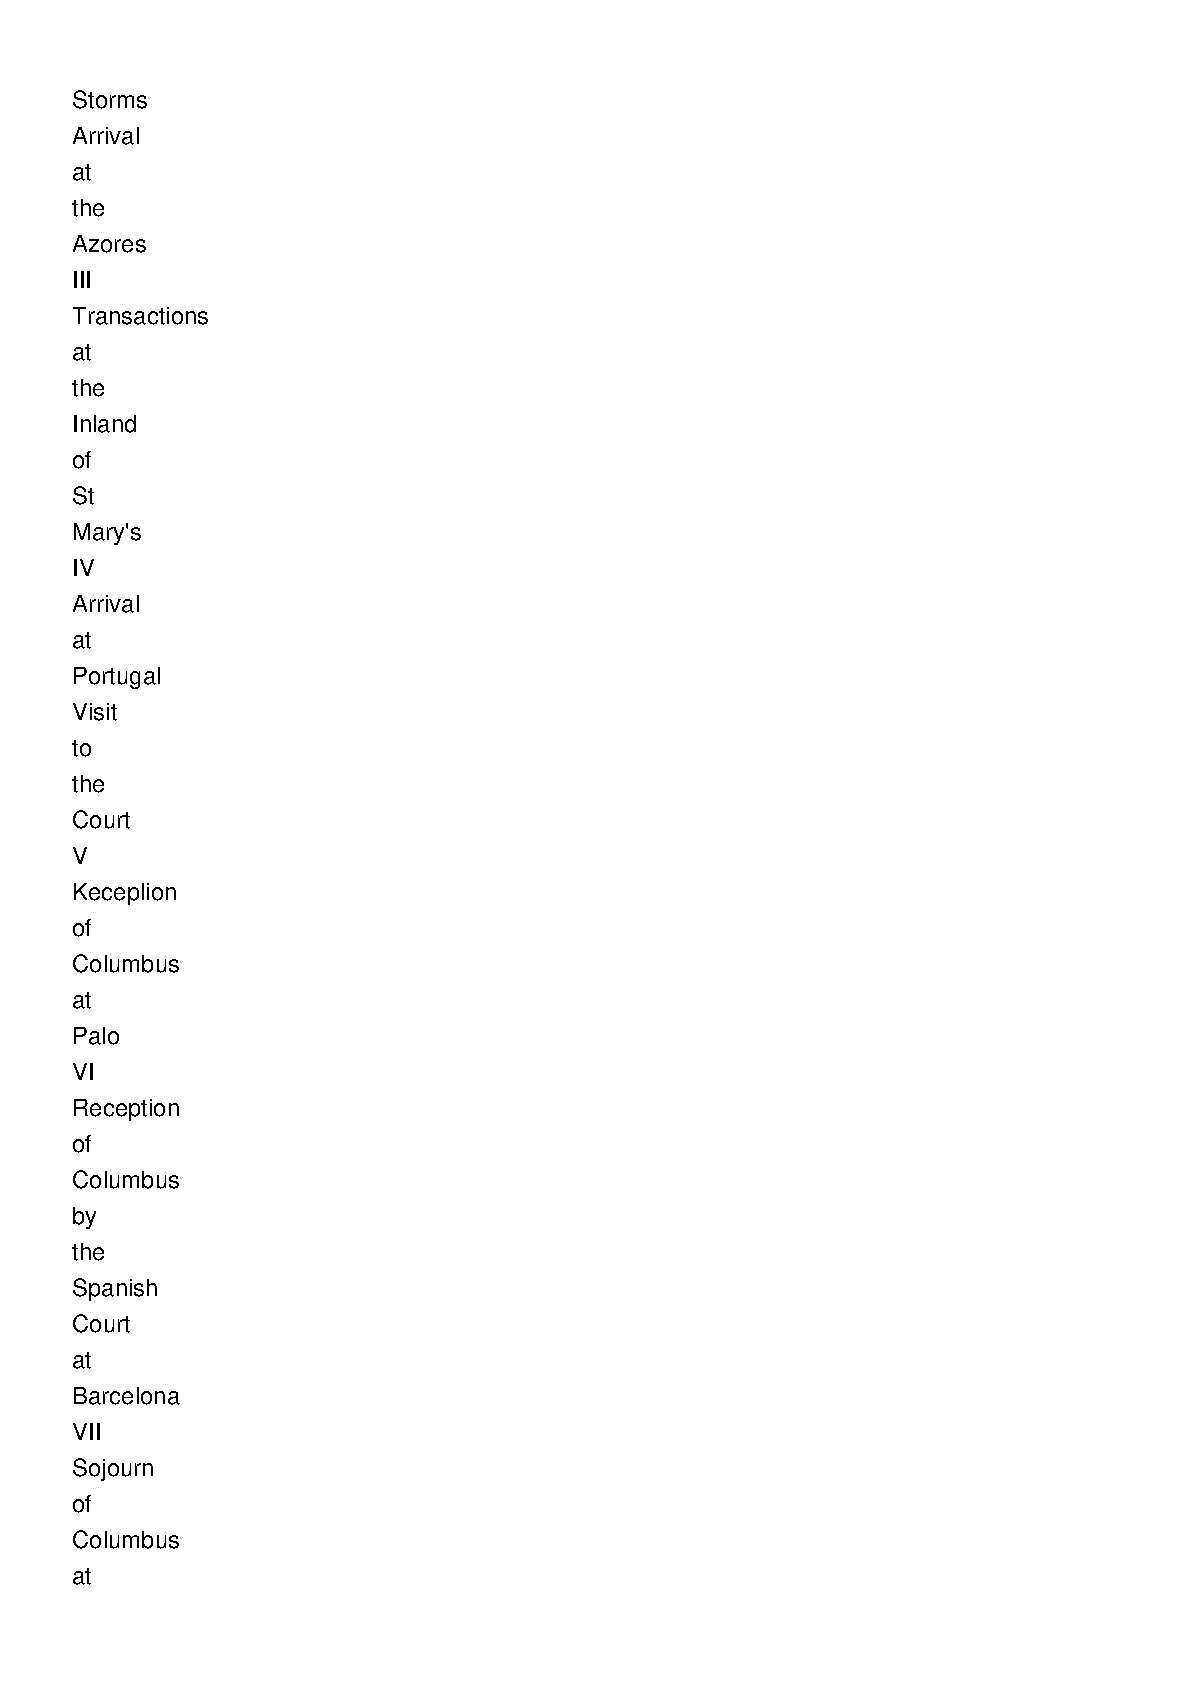 Storms
Arrival
at
the
Azores
III
Transactions
at
the
Inland
of
St
Mary's
IV
Arrival
at
Portugal
Visit
to
the
Court
V
Keceplion
of
Columbus
at
Palo
VI
Reception
of
Columbus
by
the
Spanish
Court
at
Barcelona
VII
Sojourn
of
Columbus
at